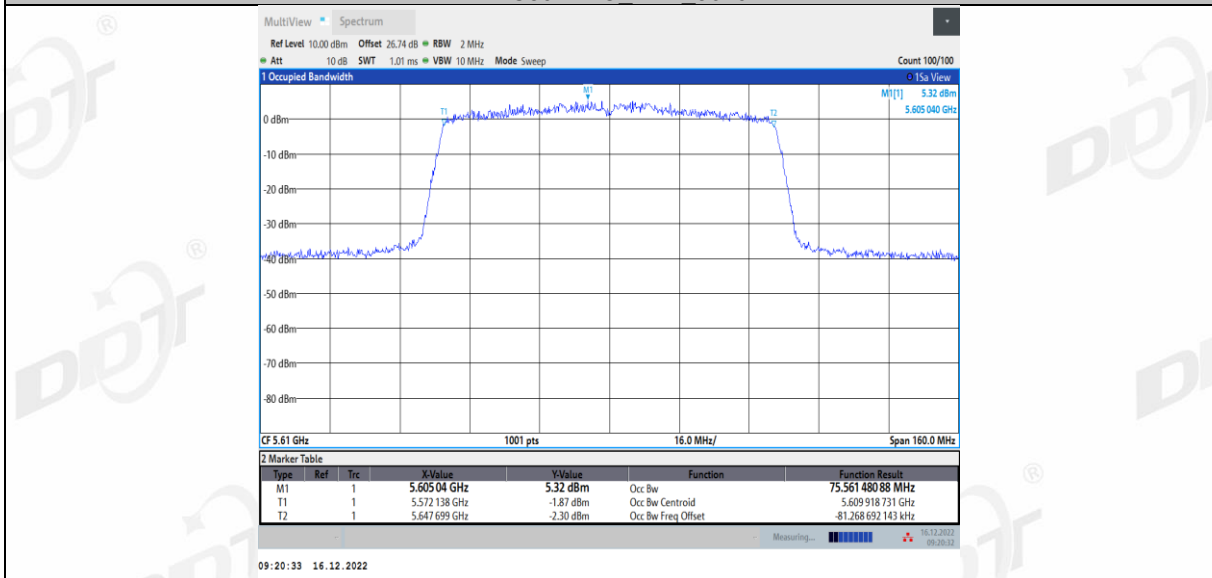 MultiView Spectrum
Ref Level 10.00 dBm Offset 26.74 dB RBW 2 MHz
Att 10 dB SWT 1.01 ms VBW 10 MHz Mode Sweep Count 100/100
1 Occupied Bandwidth 1Sa View
M1[1] 5.32 dBm
5.605 040 GHz
M1
T1
T2
0 dBm
-10 dBm
-20 dBm
-30 dBm
-40 dBm
-50 dBm
-60 dBm
-70 dBm
-80 dBm
CF 5.61 GHz 1001 pts 16.0 MHz/ Span 160.0 MHz
2 Marker Table
Type Ref Trc X-Value Y-Value Function Function Result
M1 1 5.605 04 GHz 5.32 dBm Occ Bw 75.561 480 88 MHz
T1 1 5.572 138 GHz -1.87 dBm Occ Bw Centroid 5.609 918 731 GHz
T2 1 5.647 699 GHz -2.30 dBm Occ Bw Freq Offset -81.268 692 143 kHz
Measuring... 16.12.2022
09:20:32
09:20:33 16.12.2022